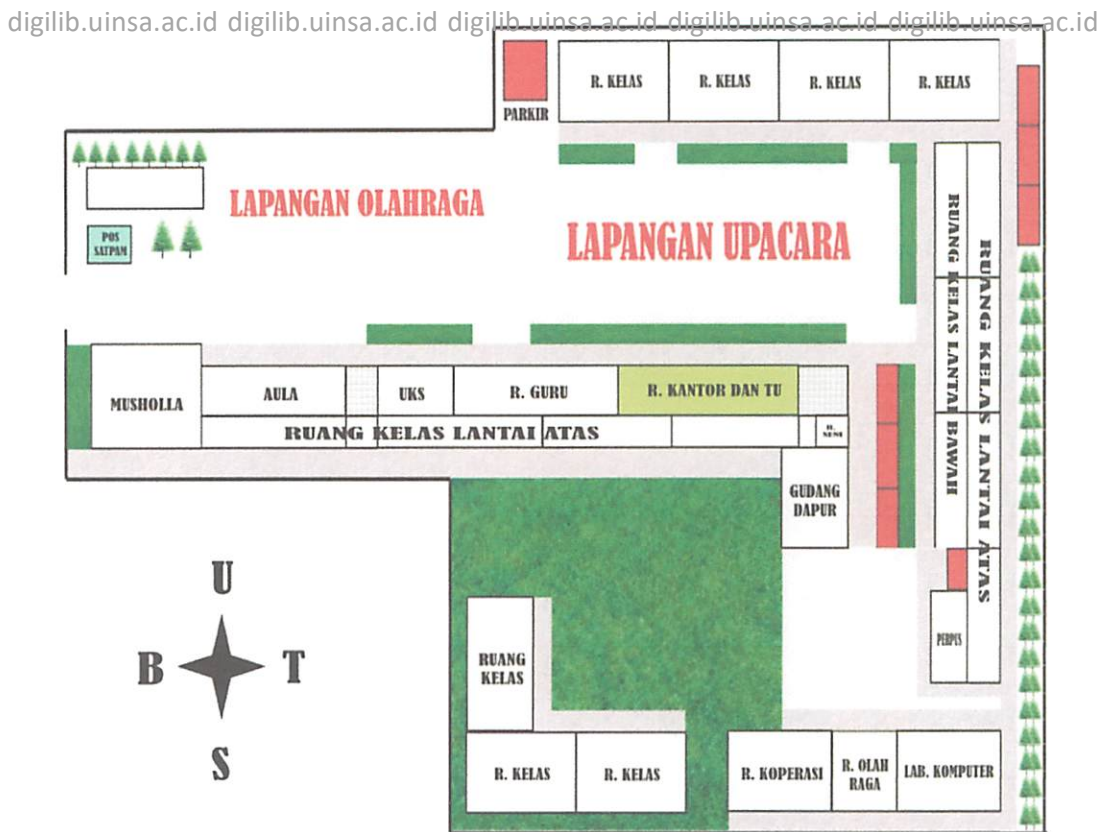 digilib.uinsa.ac.id digilib.uinsa.ac.id digilib.uinsa.ac.id digilib.uinsa.ac.id digilib.uinsa.ac.id
R. KELAS
R. KELAS
R. KELAS
R. KELAS
PARKIR
LAPANGAN OLAHRAGA
LAPANGAN UPACARA
POS
SATPAM
RUANG KELAS LANTAI BAWAH
RUANG KELAS LANTAI ATAS
MUSHOLLA
AULA
UKS
R. GURU
R. KANTOR DAN TU
RUANG KELAS LANTAI ATAS
R.
SENI
GUDANG
DAPUR
U
B
T
S
RUANG
KELAS
PERPUS
R. KELAS
R. KELAS
R. KOPERASI
R. OLAH
RAGA
LAB. KOMPUTER